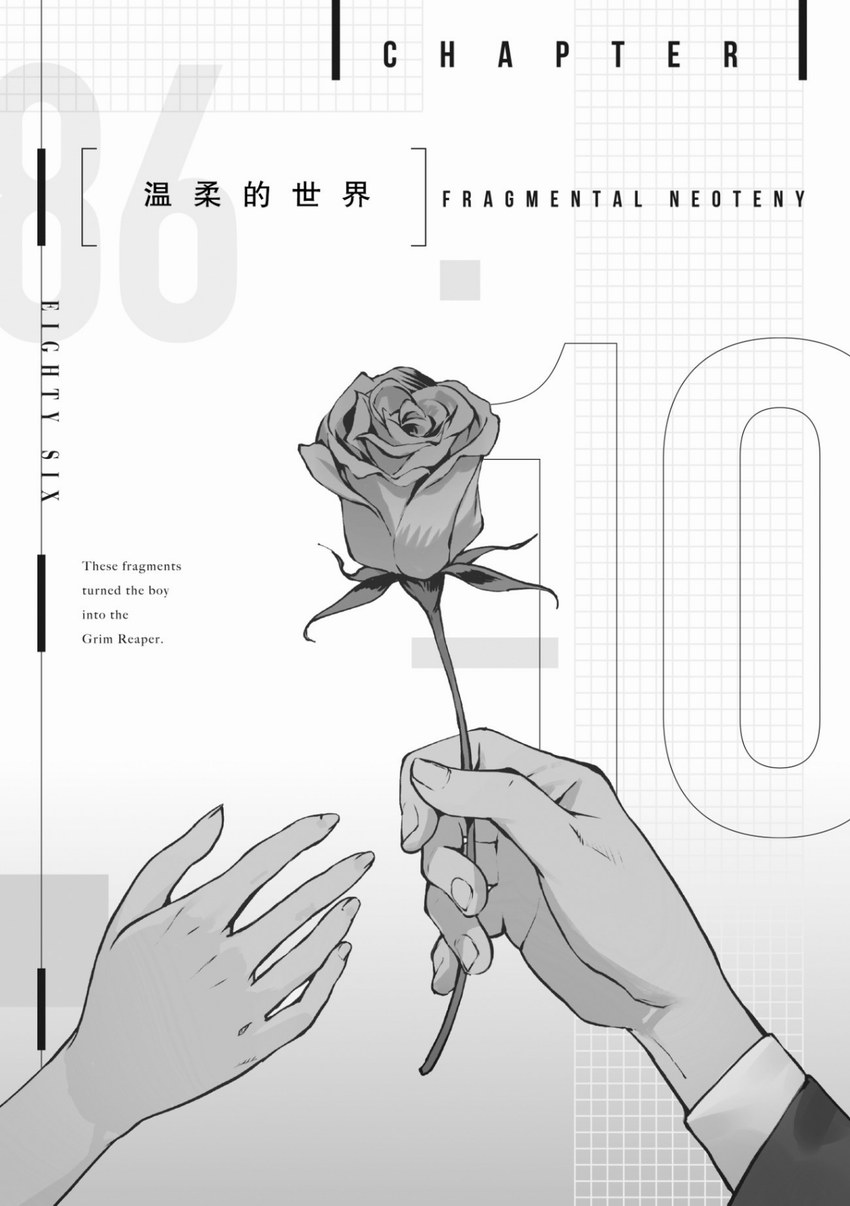 CHAPTER
86
温柔的世界
FRAGMENTAL NEOTENY
EIGHTY SIX
10
These fragments
turned the boy
into the
Grim Reaper.